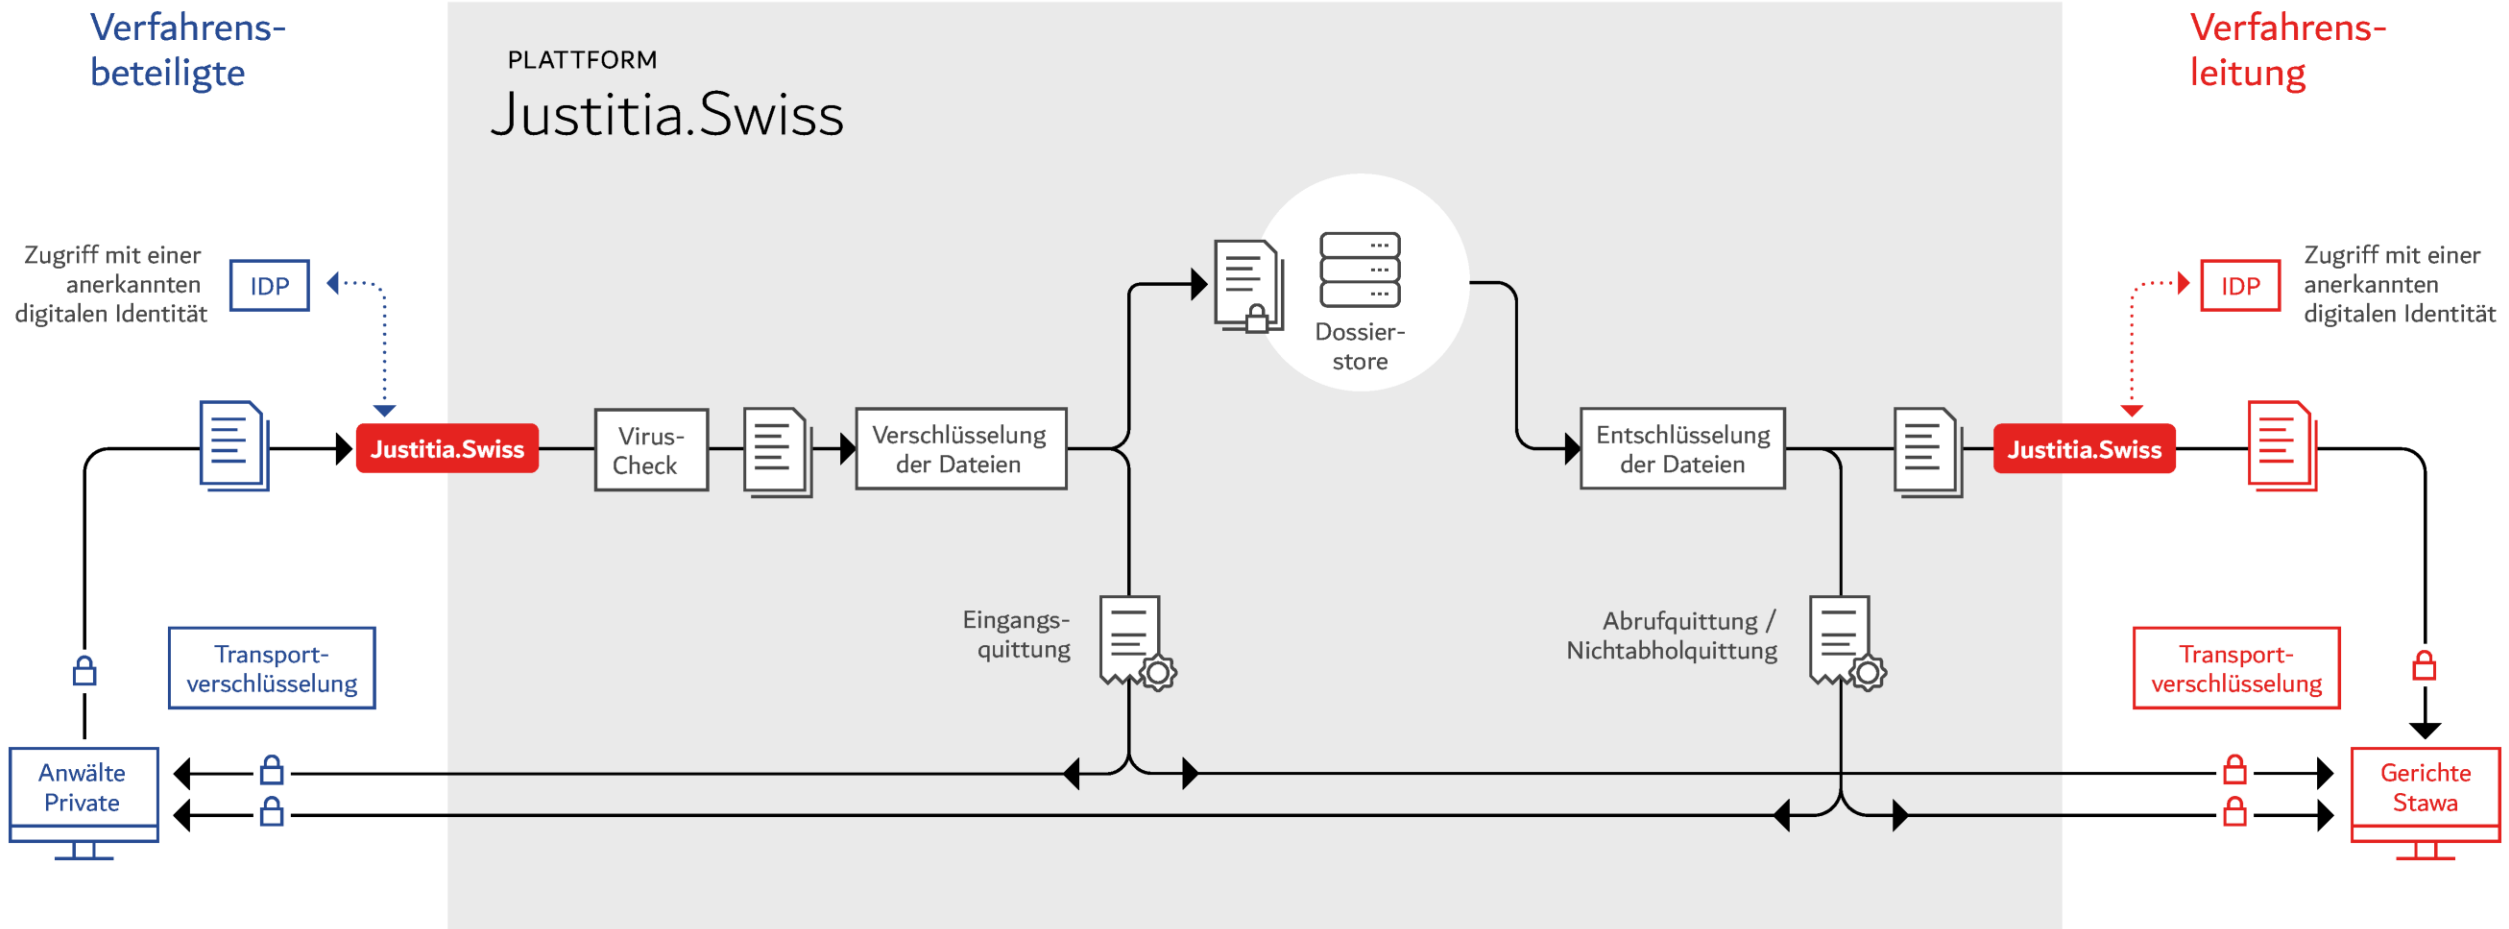 Verfahrens-
beteiligte
PLATTFORM
Justitia.Swiss
Verfahrens-
leitung
Zugriff mit einer
anerkannten
digitalen Identität
IDP
Dossier-
store
IDP
Zugriff mit einer
anerkannten
digitalen Identität
Justitia.Swiss
Virus-
Check
Verschlüsselung
der Dateien
Entschlüsselung
der Dateien
Justitia.Swiss
Transport-
verschlüsselung
Eingangs-
quittung
Abrufquittung /
Nichtabholquittung
Transport-
verschlüsselung
Anwälte
Private
Gerichte
Stawa